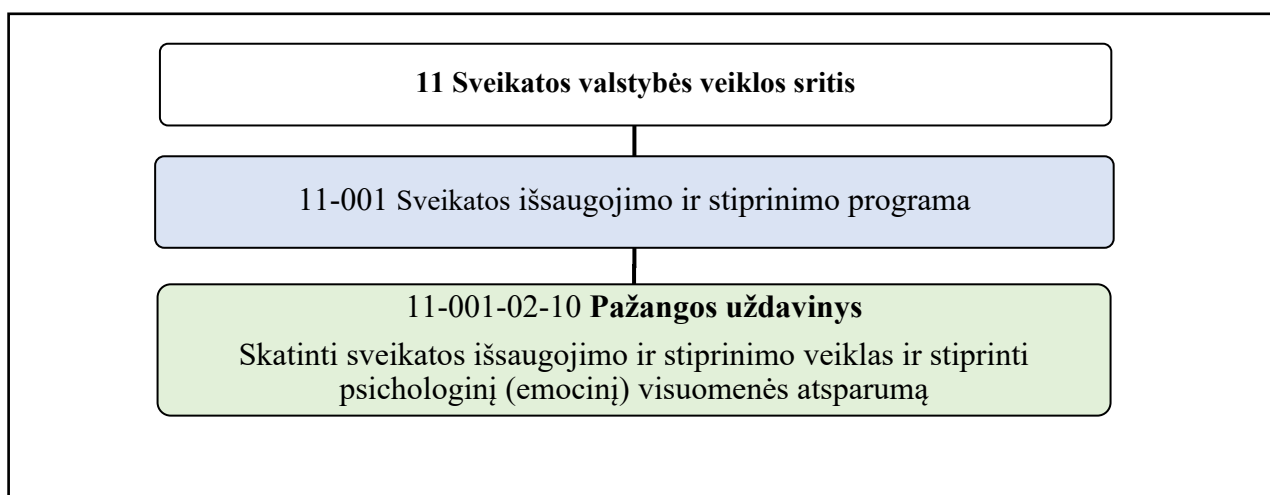 11 Sveikatos valstybės veiklos sritis
11-001 Sveikatos išsaugojimo ir stiprinimo programa
11-001-02-10 Pažangos uždavinys
Skatinti sveikatos išsaugojimo ir stiprinimo veiklas ir stiprinti
psichologinį (emocinį) visuomenės atsparumą